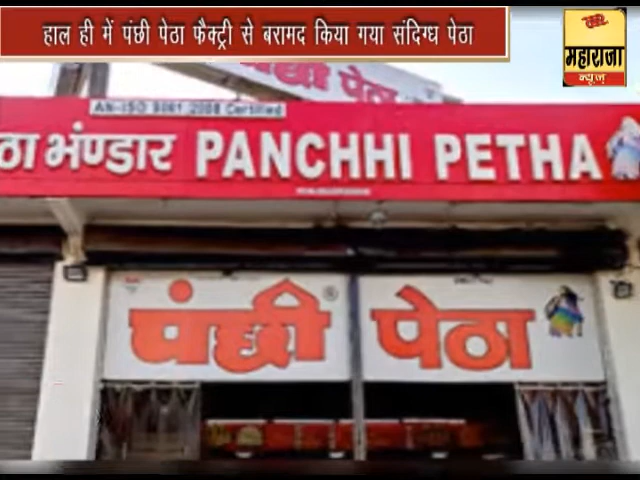 हाल ही में पंछी पेठा फैक्ट्री से बरामद किया गया संदिग्ध पेठा
महाराजा
न्यूज़
पंछी पेठा
AN-ISO 9001:2008 Certified
ठा भंण्डार PANCHHI PETHA
पंछी ® पेठा